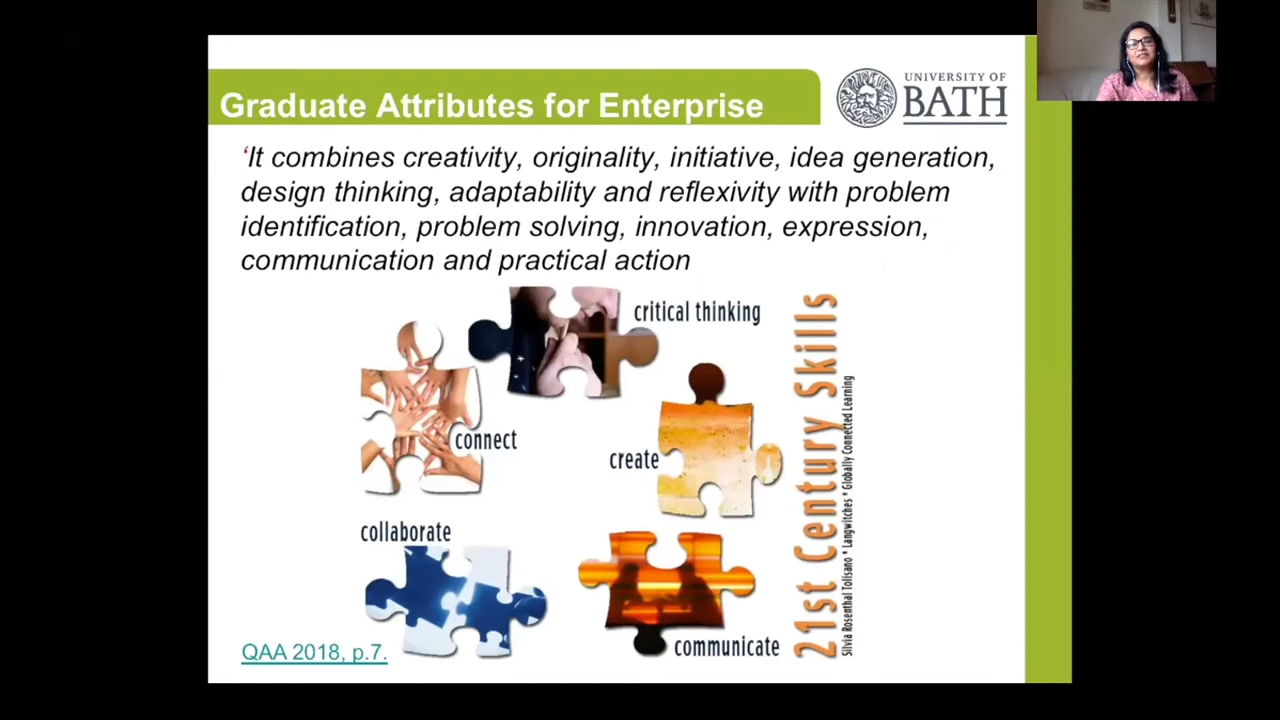 Graduate Attributes for Enterprise
UNIVERSITY OF
BATH
‘It combines creativity, originality, initiative, idea generation,
design thinking, adaptability and reflexivity with problem
identification, problem solving, innovation, expression,
communication and practical action
critical thinking
connect
create
collaborate
communicate
21st Century Skills
Silvia Rosenthal Tolisano * Langwitches * Globally Connected Learning
QAA 2018, p.7.